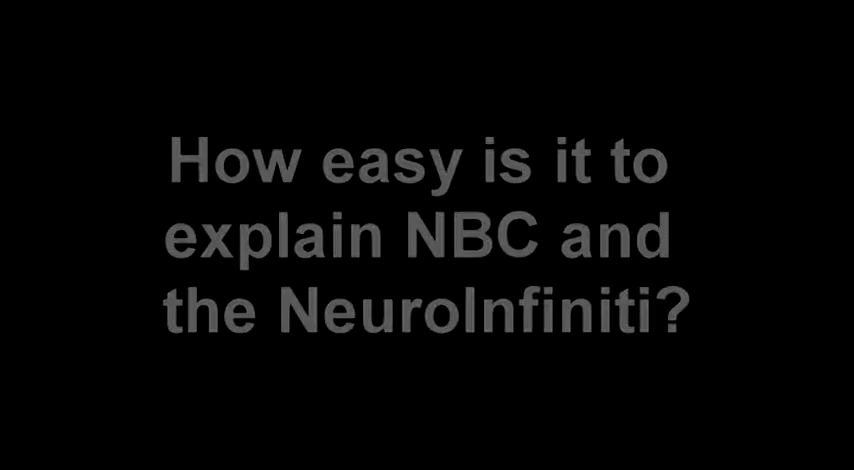 How easy is it to
explain NBC and
the NeuroInfiniti?